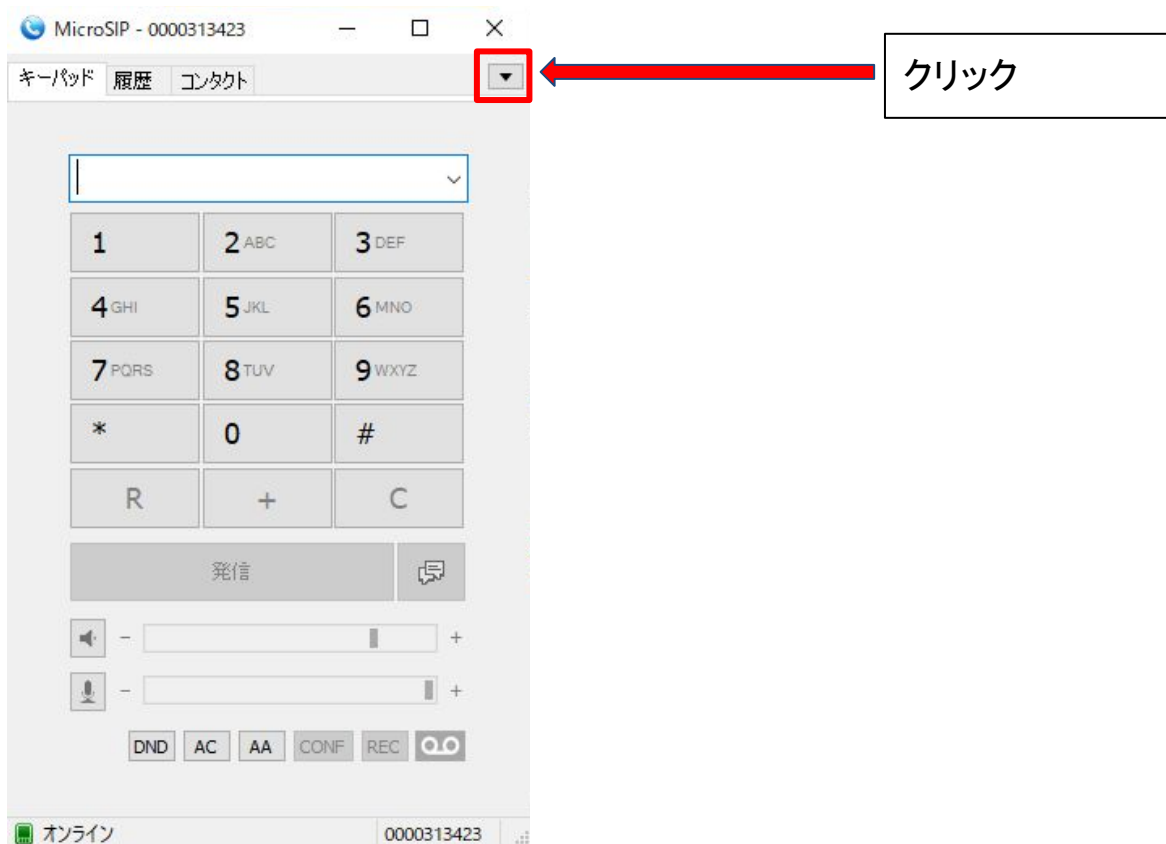 MicroSIP - 0000313423
キーパッド 履歴 コンタクト
クリック
1 2 ABC 3 DEF
4 GHI 5 JKL 6 MNO
7 PQRS 8 TUV 9 WXYZ
* 0 #
R + C
発信
- +
- +
DND AC AA CONF REC
オンライン 0000313423